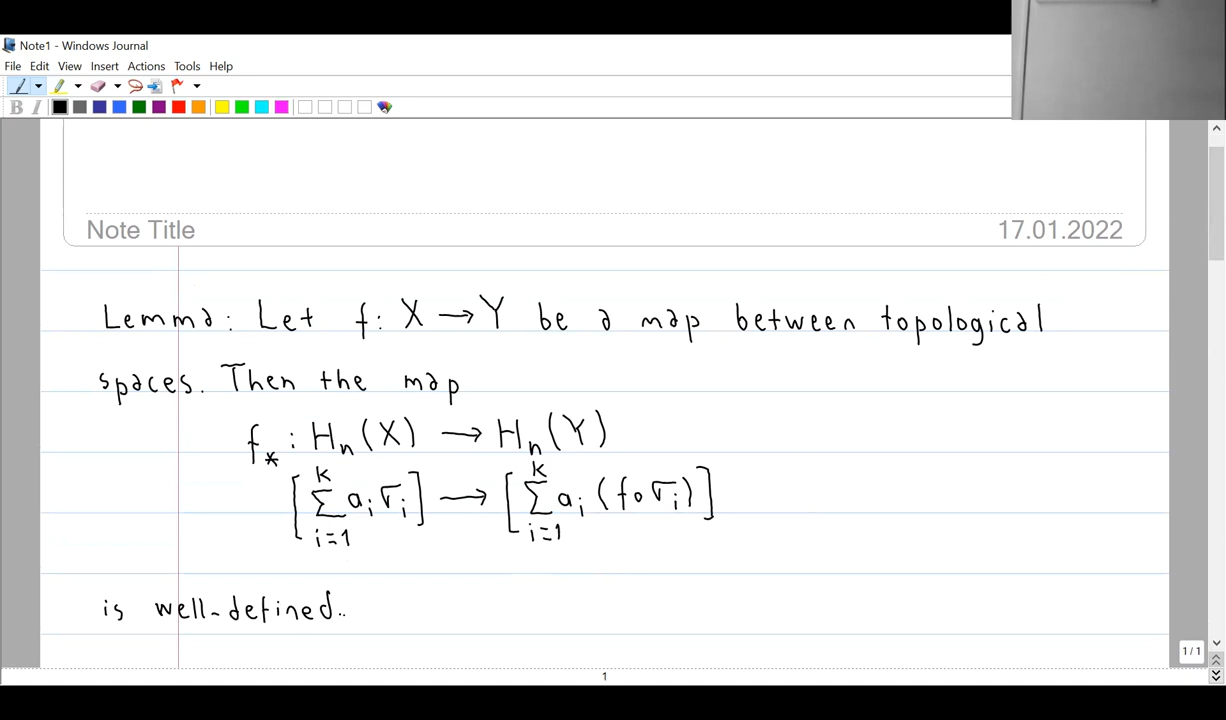 Note1 - Windows Journal
File Edit View Insert Actions Tools Help
B I
Note Title 17.01.2022
Lemma: Let f: X → Y be a map between topological
spaces. Then the map
f_* : H_n(X) → H_n(Y)
[∑_{i=1}^{k} a_i σ_i] → [∑_{i=1}^{k} a_i (f∘σ_i)]
is well-defined..
1 / 1
1